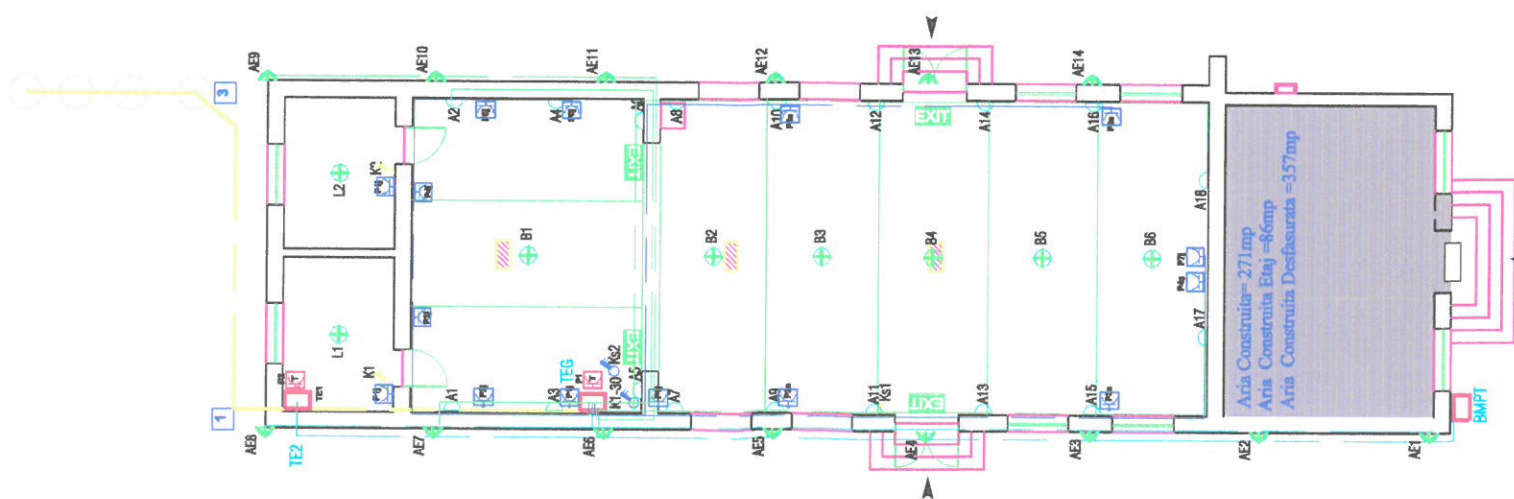 3
1
AE9
AE10
AE11
AE12
AE13
AE14
A2
A4
A8
A10
A12
A14
A16
EXIT
EXIT
L2
K2
B1
B2
B3
B4
B5
B6
A18
L1
K1
TE1
TE2
TEG
P1
T
T
Ks2
K1-30
EXIT
A1
A3
A5
A7
A9
A11
Ks1
A13
A15
A17
EXIT
AE8
AE7
AE6
AE5
AE4
AE3
AE2
AE1
BMPT
Aria Construita= 271mp
Aria Construita Etaj =86mp
Aria Construita Desfasurata =357mp